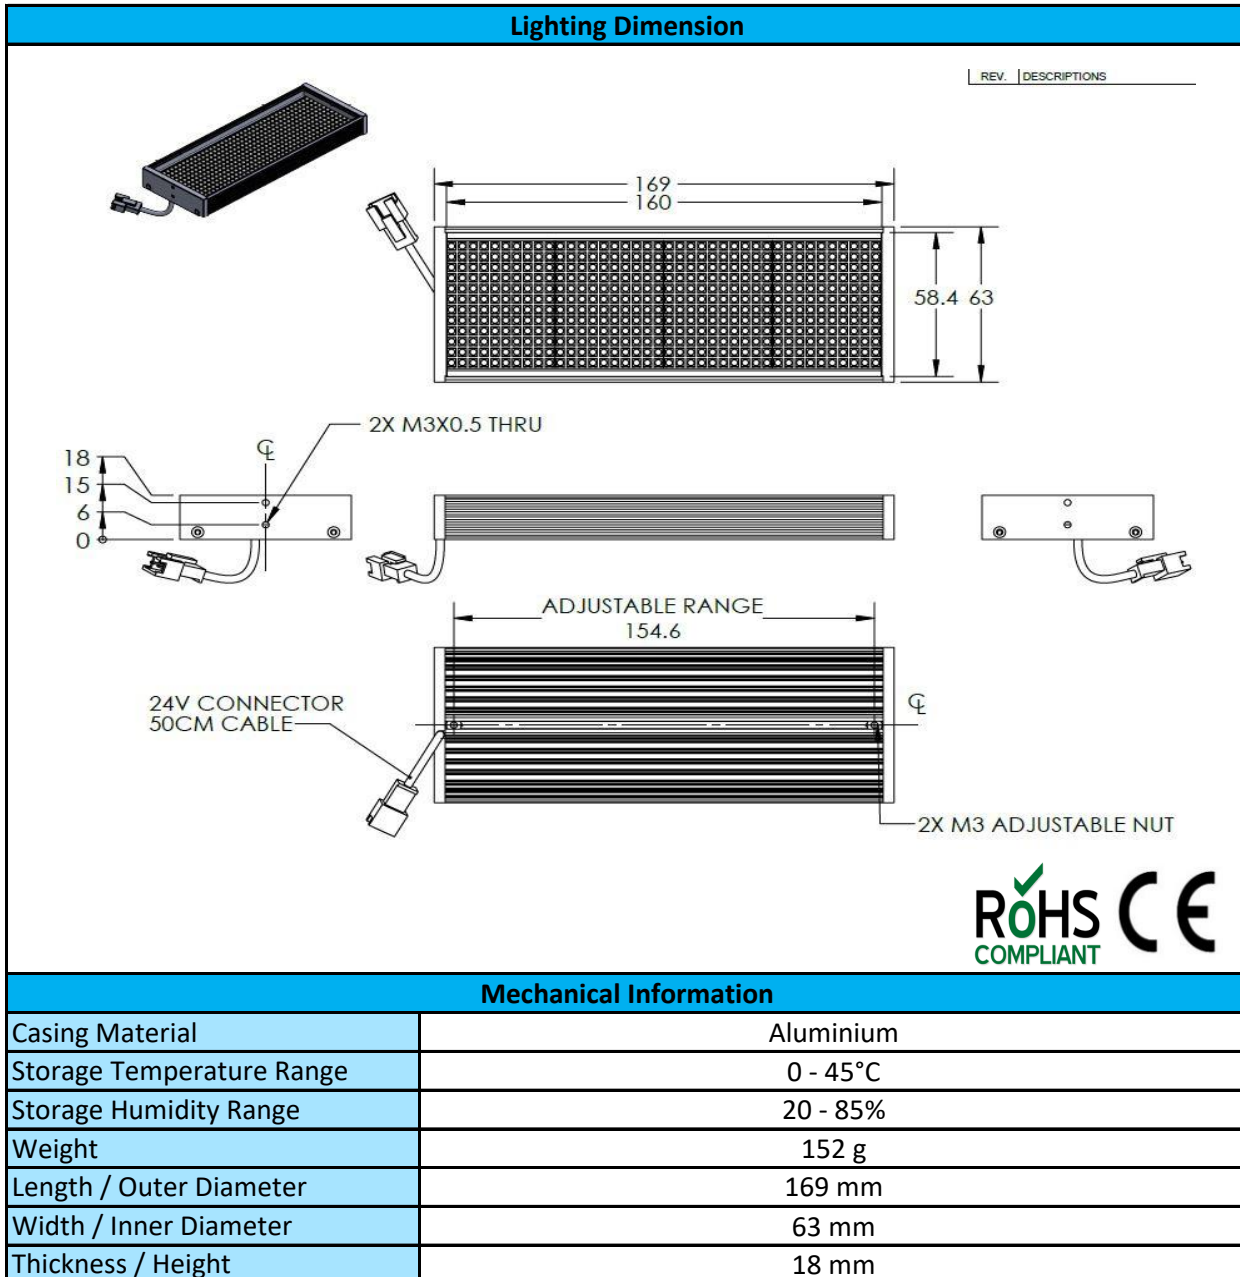 Lighting Dimension
REV. DESCRIPTIONS
169
160
58.4 63
2X M3X0.5 THRU
℄
18
15
6
0
ADJUSTABLE RANGE
154.6
24V CONNECTOR
50CM CABLE
℄
2X M3 ADJUSTABLE NUT
RoHS
COMPLIANT
CE
Mechanical Information
Casing Material Aluminium
Storage Temperature Range 0 - 45°C
Storage Humidity Range 20 - 85%
Weight 152 g
Length / Outer Diameter 169 mm
Width / Inner Diameter 63 mm
Thickness / Height 18 mm